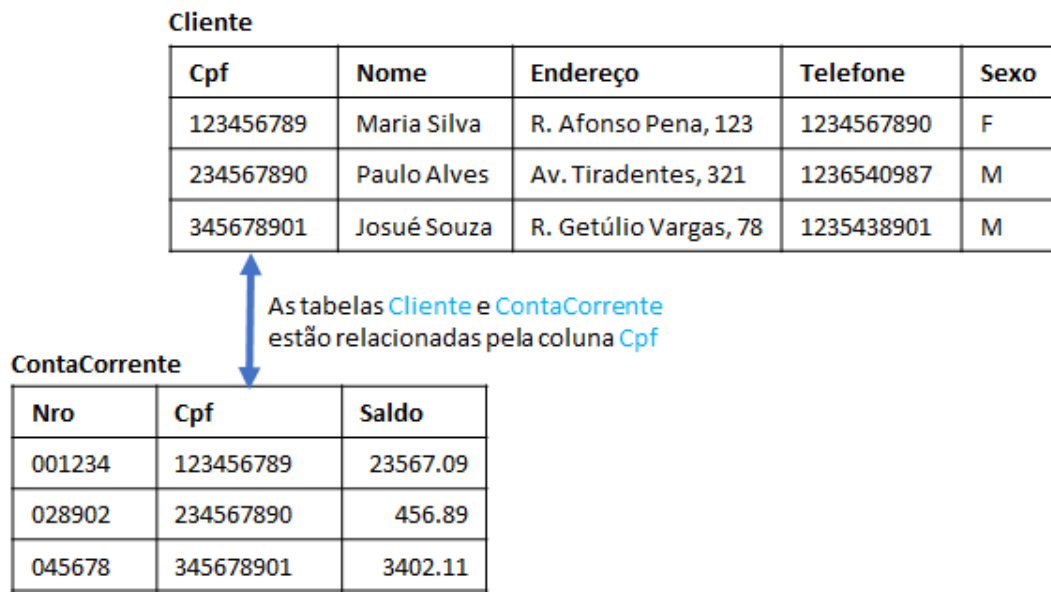 Cliente
Cpf Nome Endereço Telefone Sexo
123456789 Maria Silva R. Afonso Pena, 123 1234567890 F
234567890 Paulo Alves Av. Tiradentes, 321 1236540987 M
345678901 Josué Souza R. Getúlio Vargas, 78 1235438901 M
As tabelas Cliente e ContaCorrente
estão relacionadas pela coluna Cpf
ContaCorrente
Nro Cpf Saldo
001234 123456789 23567.09
028902 234567890 456.89
045678 345678901 3402.11